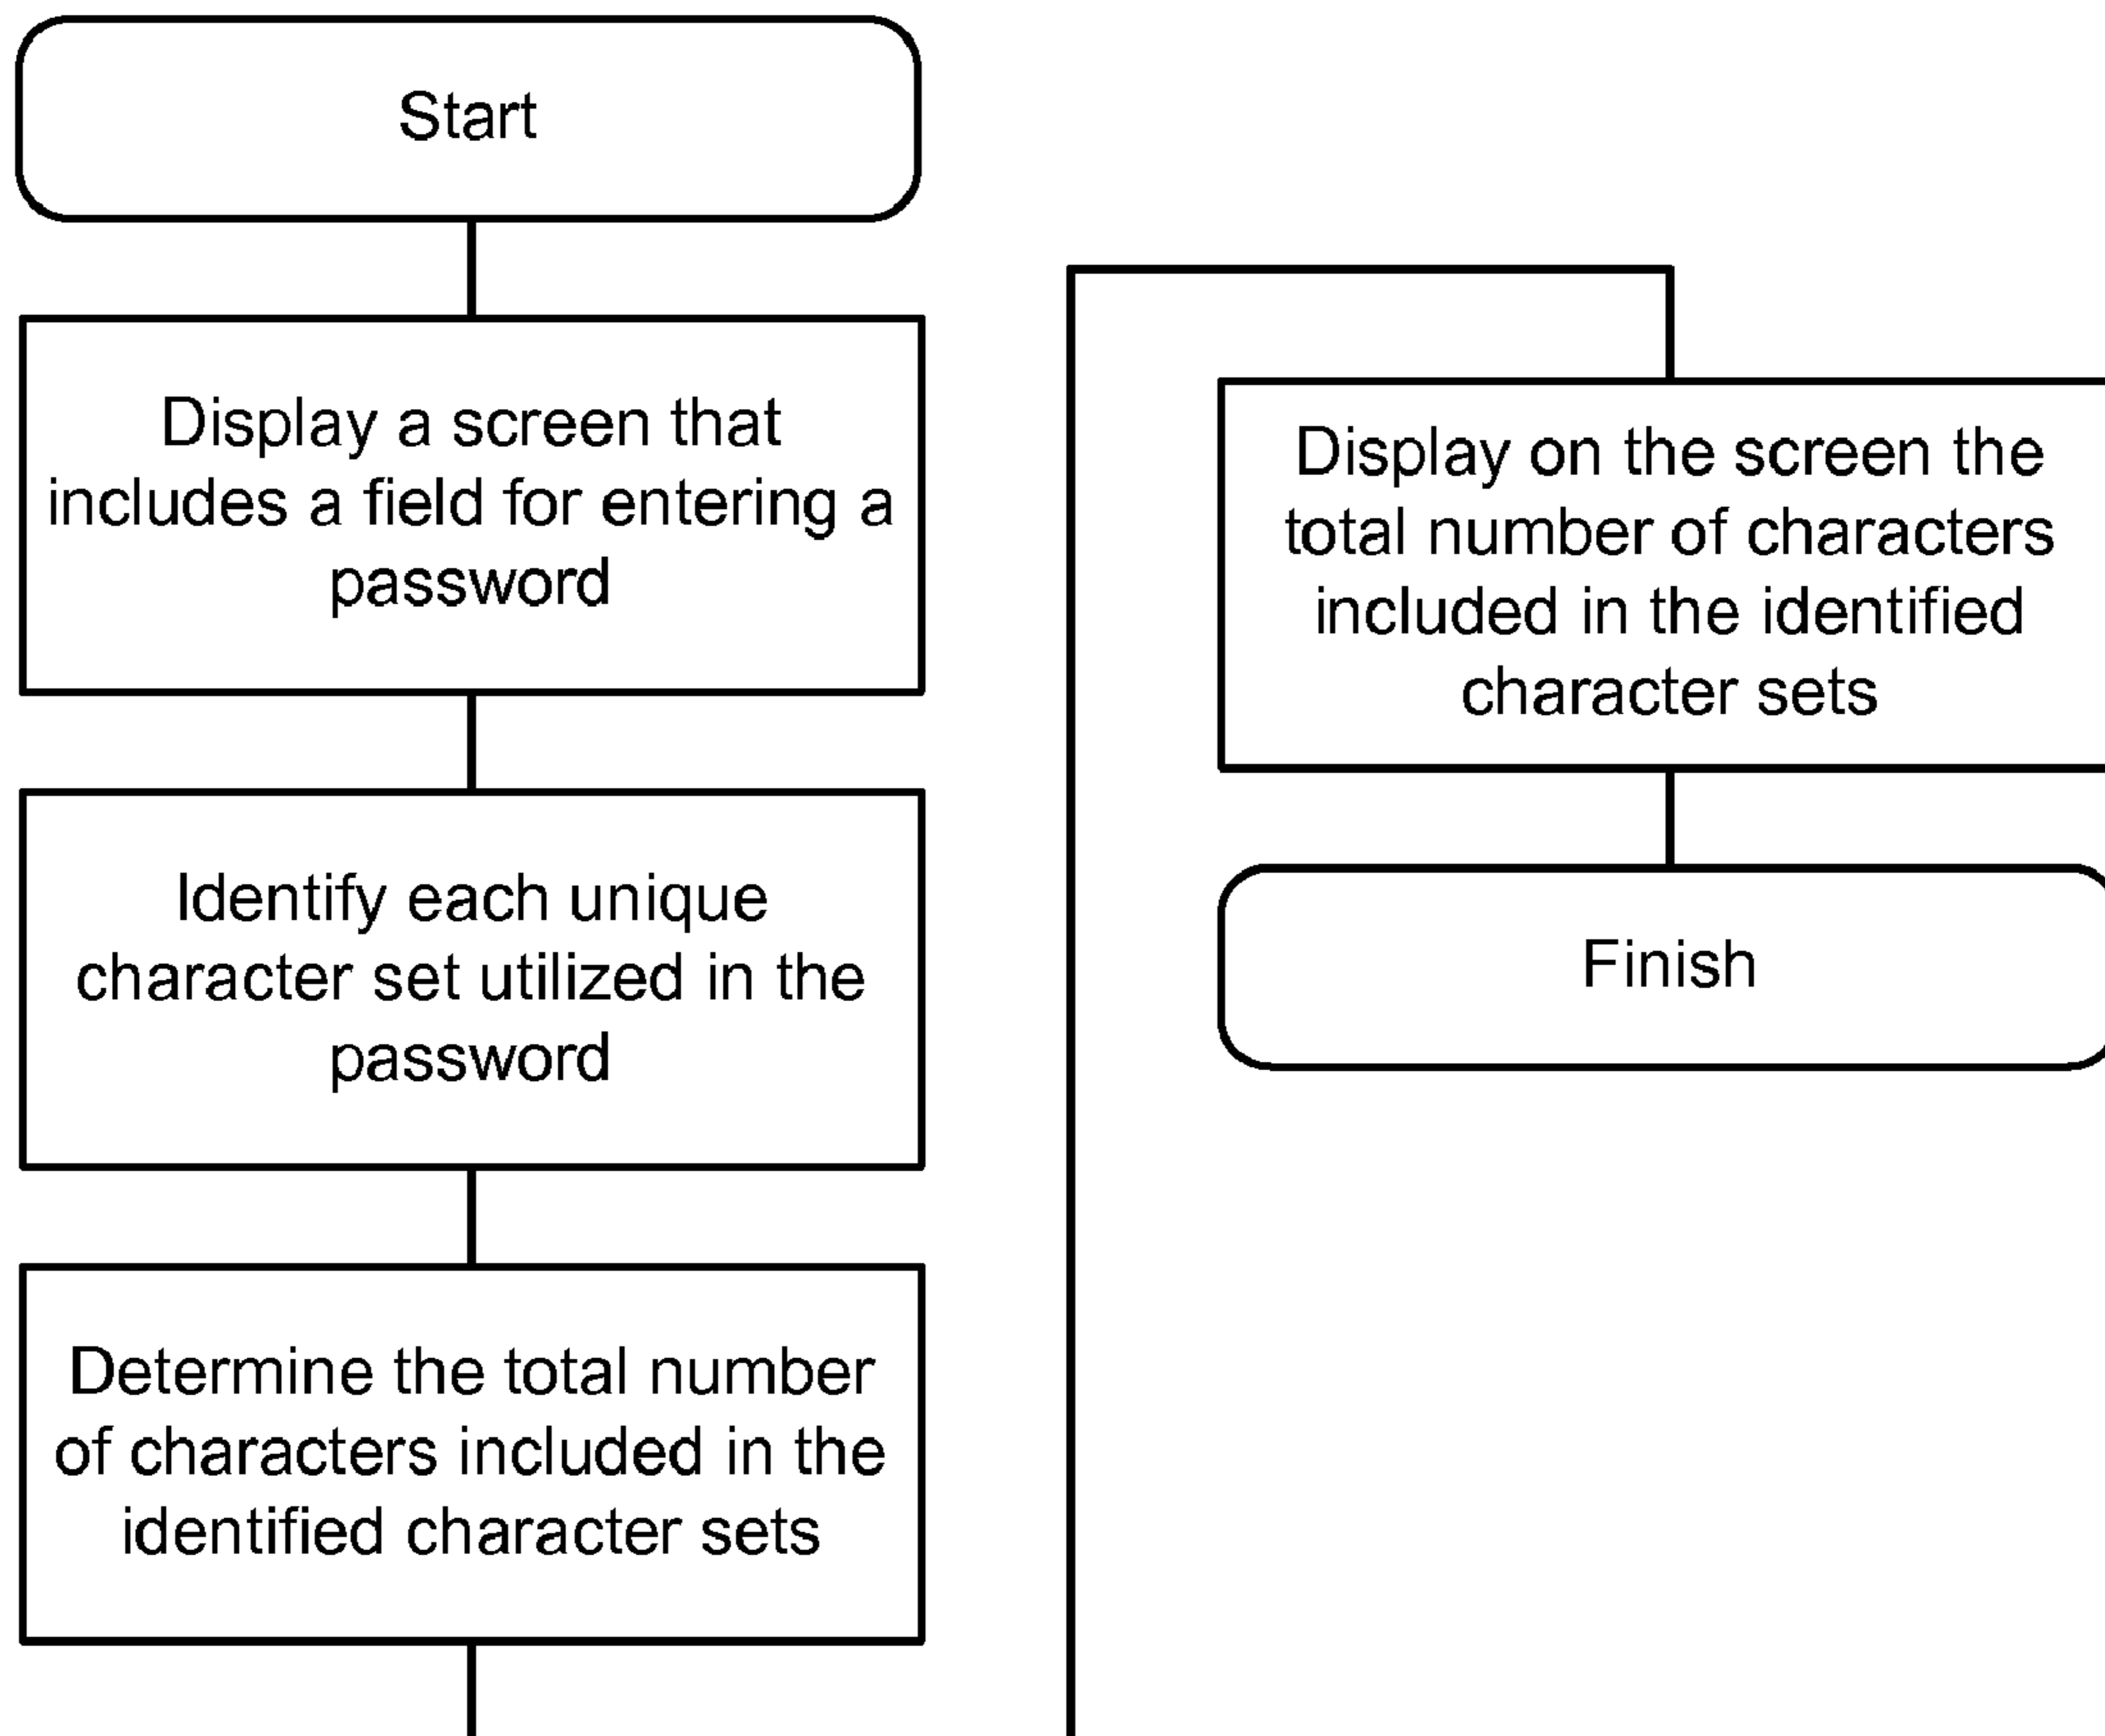 Start
Display a screen that
includes a field for entering a
password
Identify each unique
character set utilized in the
password
Determine the total number
of characters included in the
identified character sets
Display on the screen the
total number of characters
included in the identified
character sets
Finish